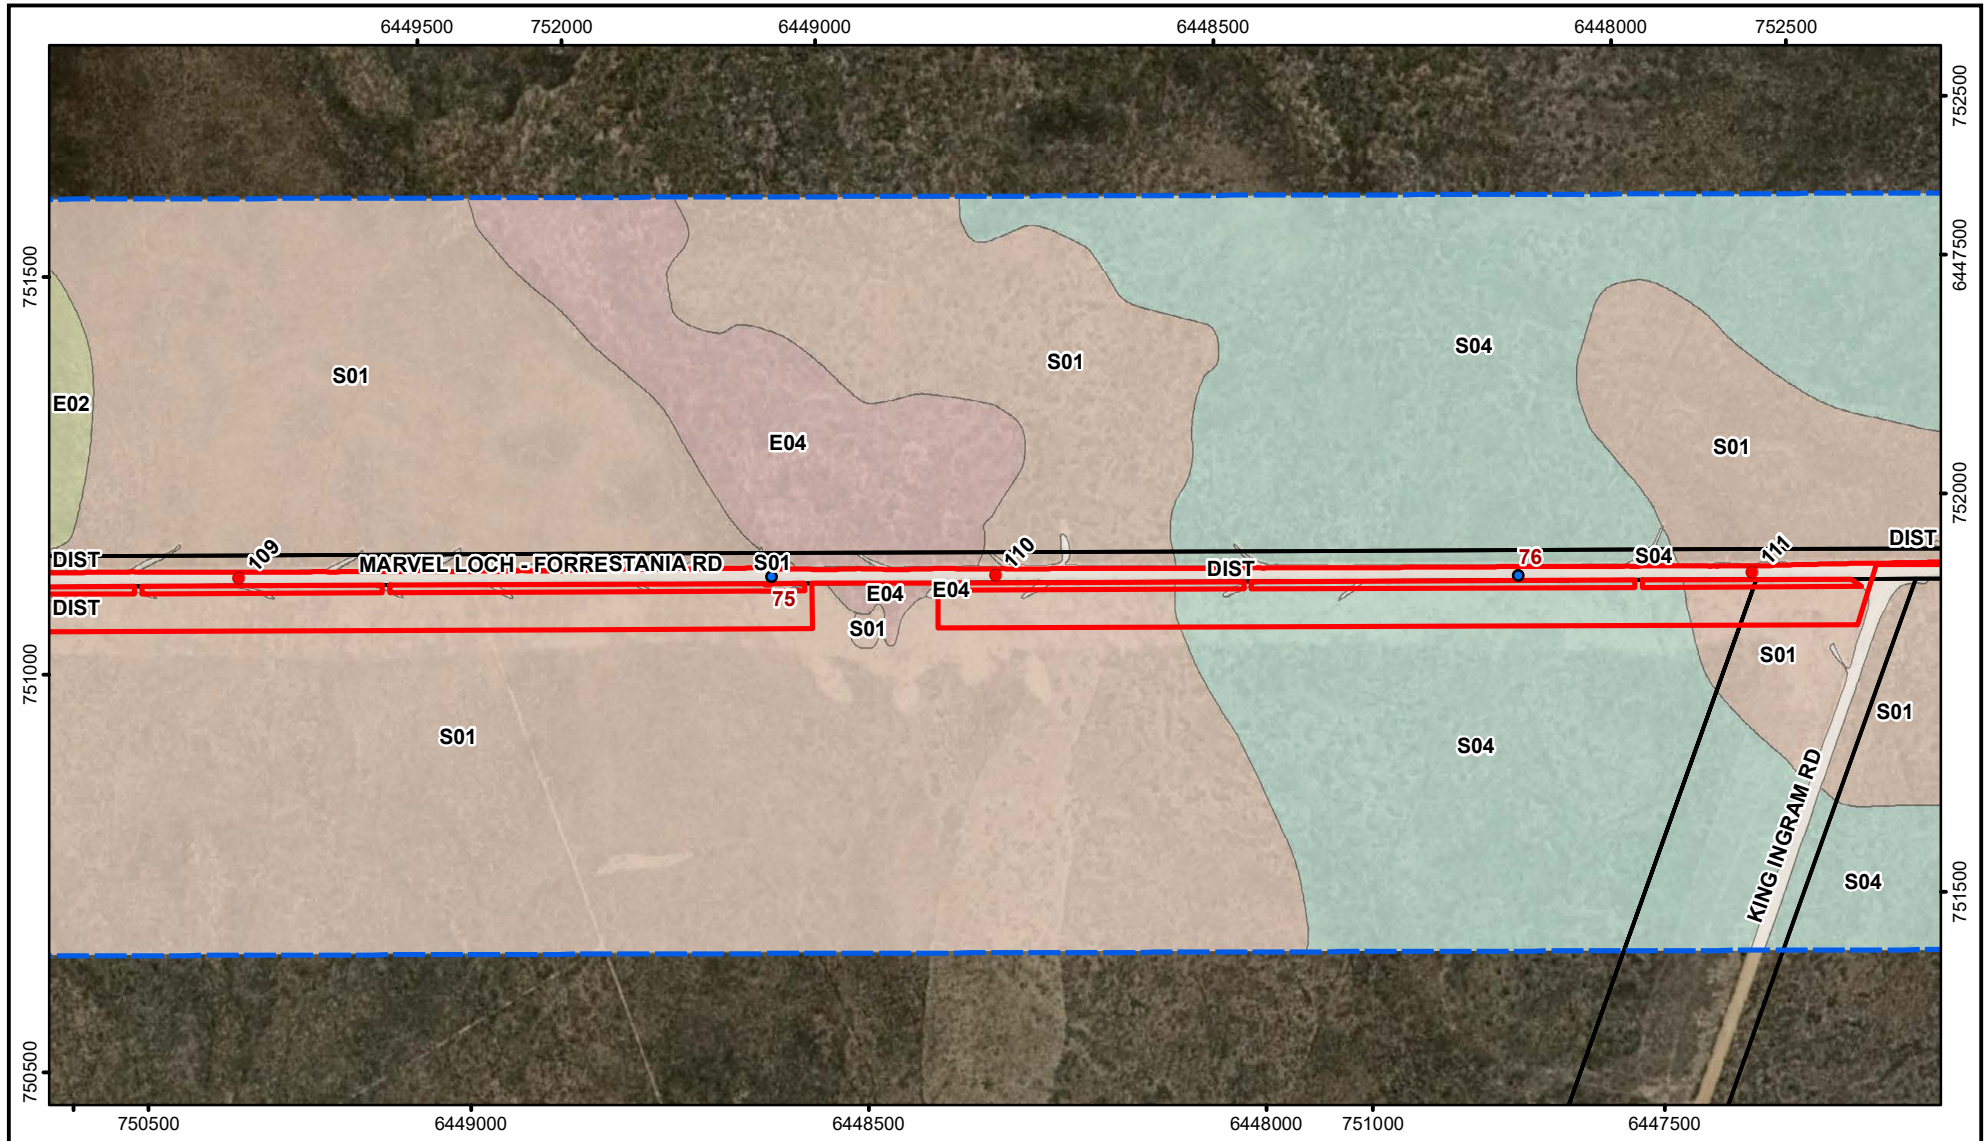 6449500 752000 6449000 6448500 6448000 752500
752500
6447500
751500
S04
S01
S01
E02
E04
S01
752000
DIST
109
MARVEL LOCH - FORRESTANIA RD
S01
110
DIST
76
S04
111
DIST
DIST
75
E04
E04
S01
S01
751000
S01
S01
S04
KING INGRAM RD
S04
751500
750500
750500 6449000 6448500 6448000 751000 6447500